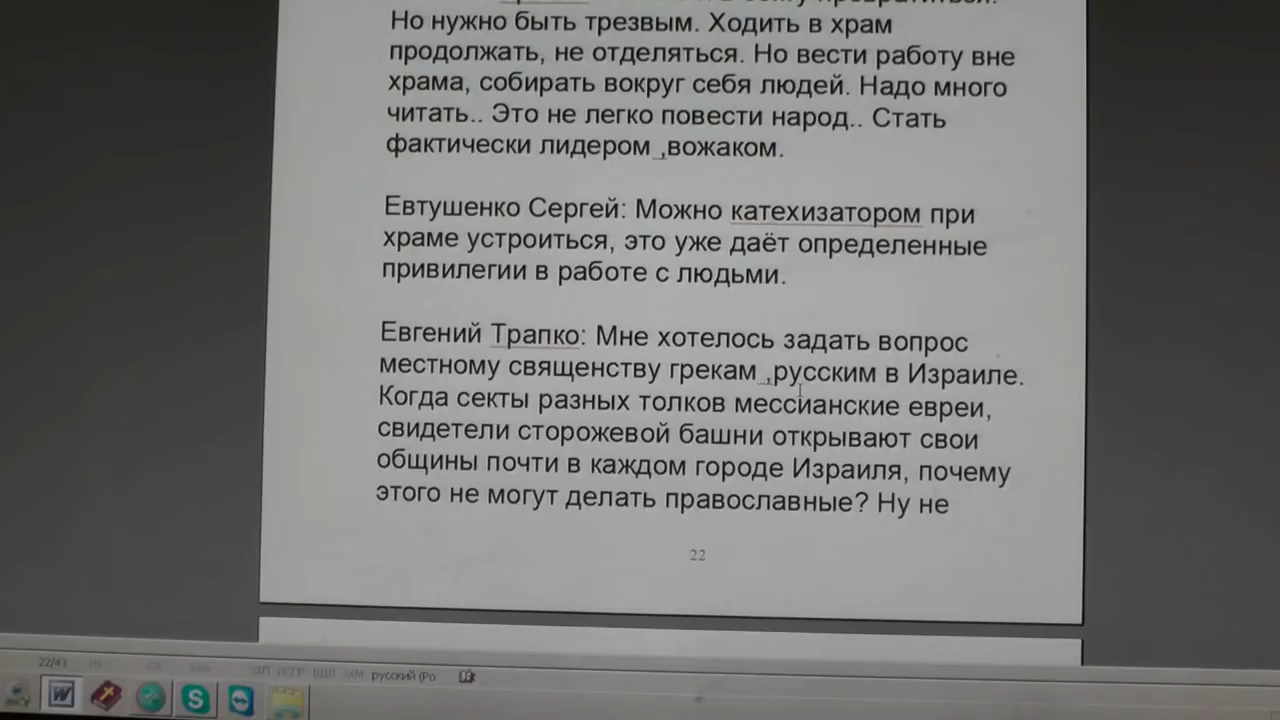 Но нужно быть трезвым. Ходить в храм
продолжать, не отделяться. Но вести работу вне
храма, собирать вокруг себя людей. Надо много
читать.. Это не легко повести народ.. Стать
фактически лидером ,вожаком.
Евтушенко Сергей: Можно катехизатором при
храме устроиться, это уже даёт определенные
привилегии в работе с людьми.
Евгений Трапко: Мне хотелось задать вопрос
местному священству грекам ,русским в Израиле.
Когда секты разных толков мессианские евреи,
свидетели сторожевой башни открывают свои
общины почти в каждом городе Израиля, почему
этого не могут делать православные? Ну не
22
22/43 ЗАМ русский (Ро